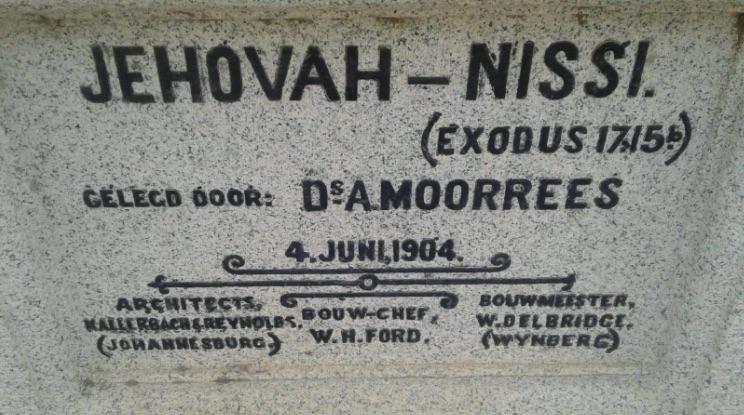 JEHOVAH – NISSI.
(EXODUS 17:15b)
GELEGD DOOR: Ds. A. MOORREES
4. JUNI, 1904.
ARCHITECTS,
KALLENBACH & REYNOLDS.
(JOHANNESBURG)
BOUW-CHEF,
W.H. FORD.
BOUWMEESTER,
W. DELBRIDGE.
(WYNBERG)